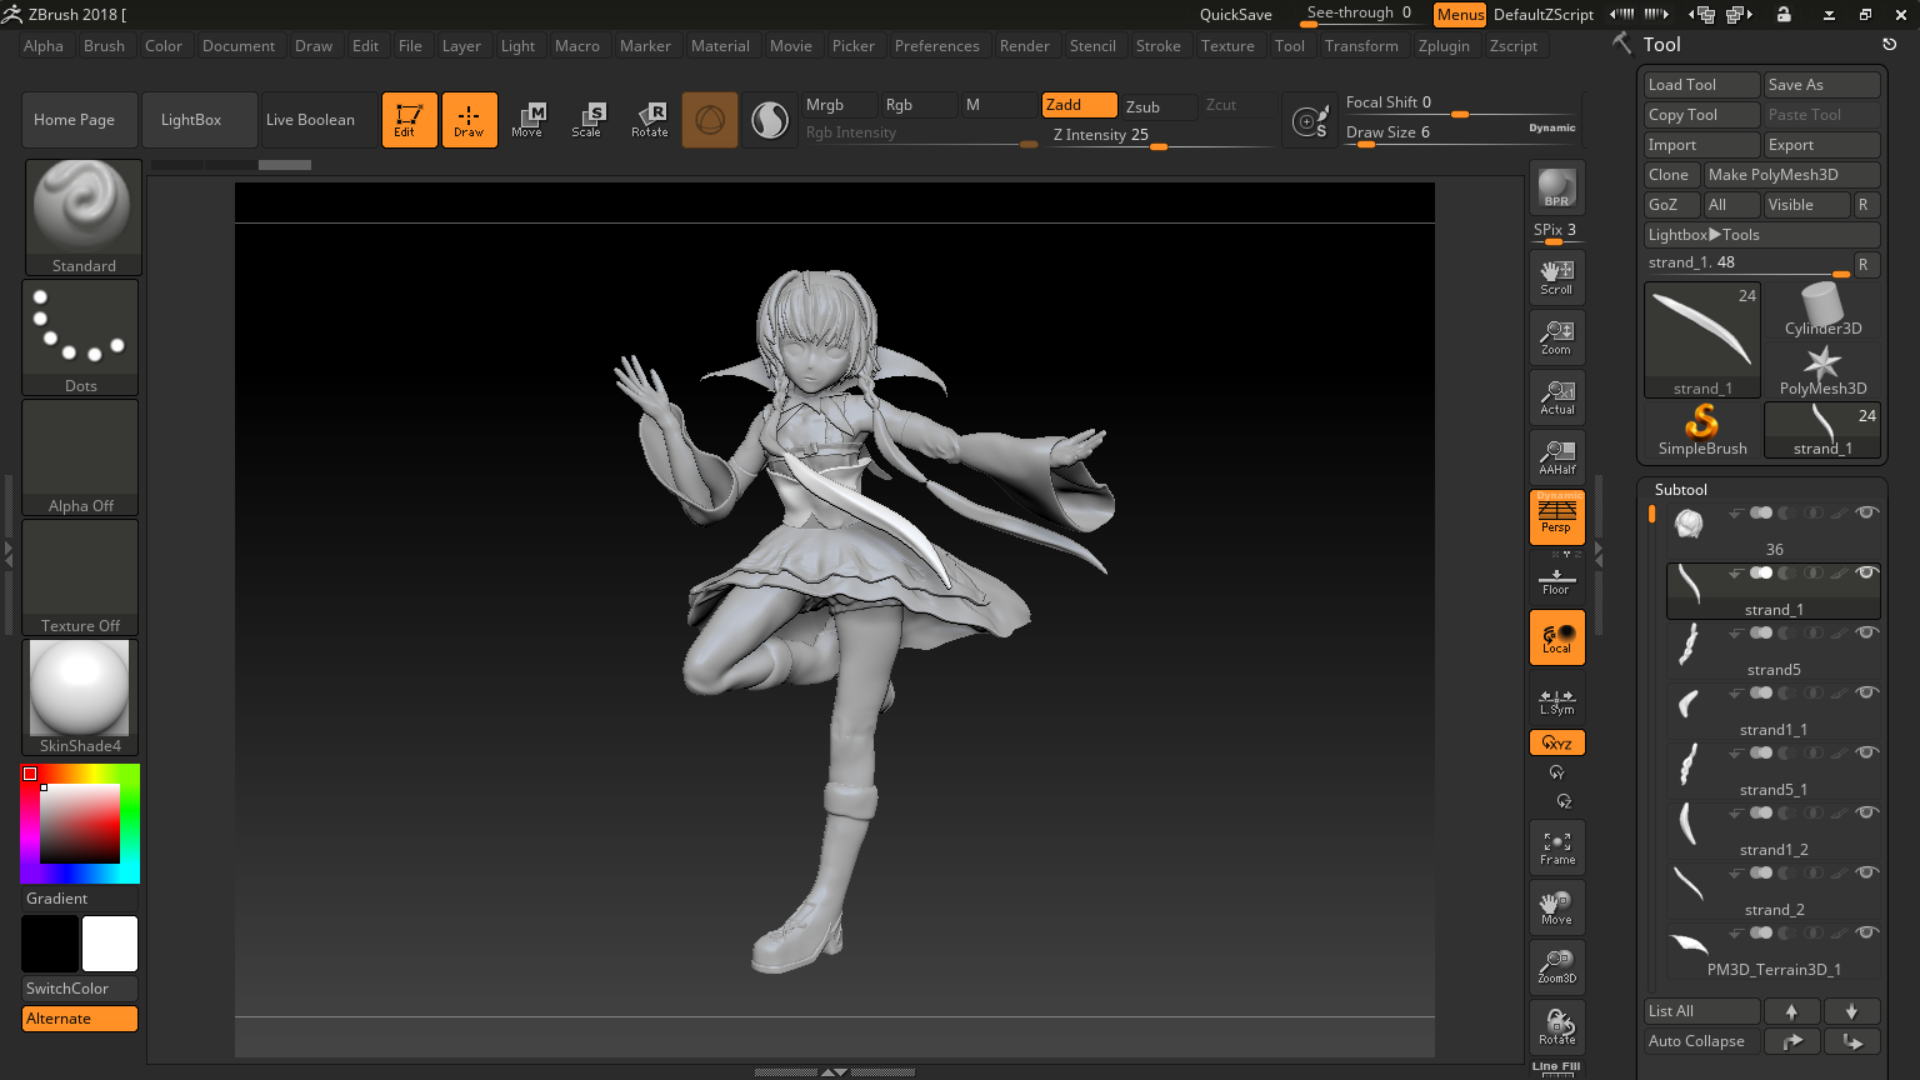 ZBrush 2018 [
QuickSave See-through 0 Menus DefaultZScript
Alpha Brush Color Document Draw Edit File Layer Light Macro Marker Material Movie Picker Preferences Render Stencil Stroke Texture Tool Transform Zplugin Zscript
Tool
Home Page LightBox Live Boolean Edit Draw Move Scale Rotate
M S R
Mrgb Rgb M Zadd Zsub Zcut
Rgb Intensity Z Intensity 25
S
Focal Shift 0
Draw Size 6 Dynamic
Load Tool Save As
Copy Tool Paste Tool
Import Export
Clone Make PolyMesh3D
GoZ All Visible R
Lightbox▶Tools
strand_1. 48 R
24
strand_1
Cylinder3D
PolyMesh3D
SimpleBrush
24
strand_1
Standard
Dots
Alpha Off
Texture Off
SkinShade4
Gradient
SwitchColor
Alternate
BPR
SPix 3
Scroll
Zoom
x1
Actual
AAHalf
Dynamic
Persp
X Y Z
Floor
Local
L.Sym
XYZ
Y
Z
Frame
Move
Zoom3D
Rotate
Line Fill
Subtool
36
strand_1
strand5
strand1_1
strand5_1
strand1_2
strand_2
PM3D_Terrain3D_1
List All
Auto Collapse